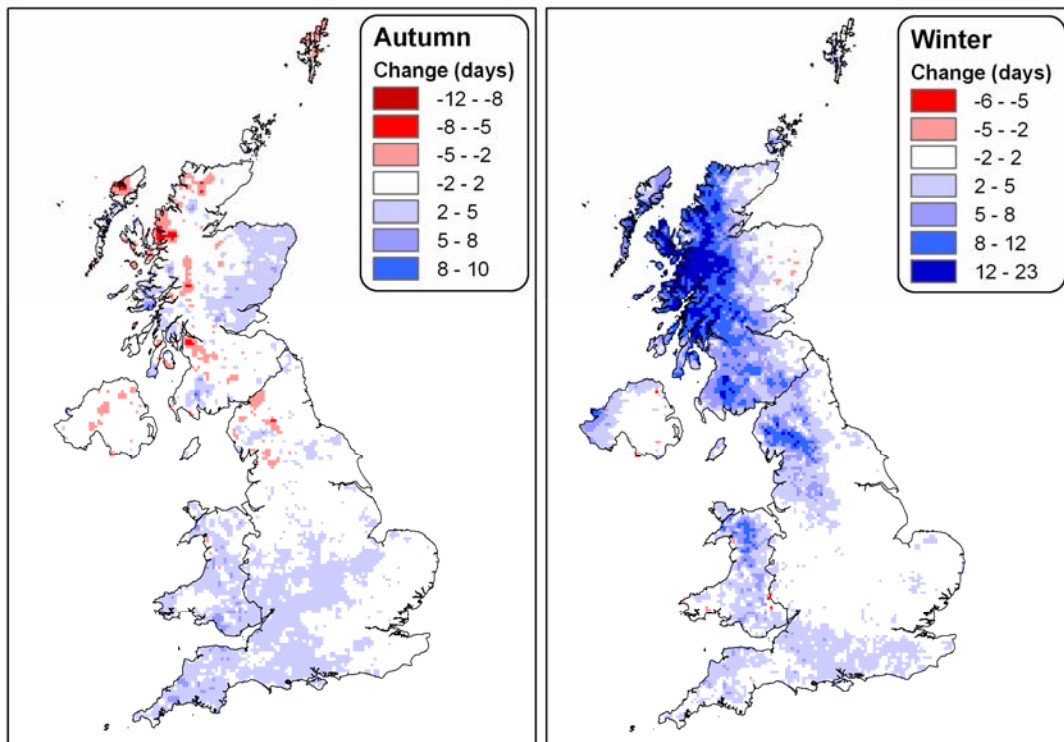 Autumn
Change (days)
-12 - -8
-8 - -5
-5 - -2
-2 - 2
2 - 5
5 - 8
8 - 10
Winter
Change (days)
-6 - -5
-5 - -2
-2 - 2
2 - 5
5 - 8
8 - 12
12 - 23